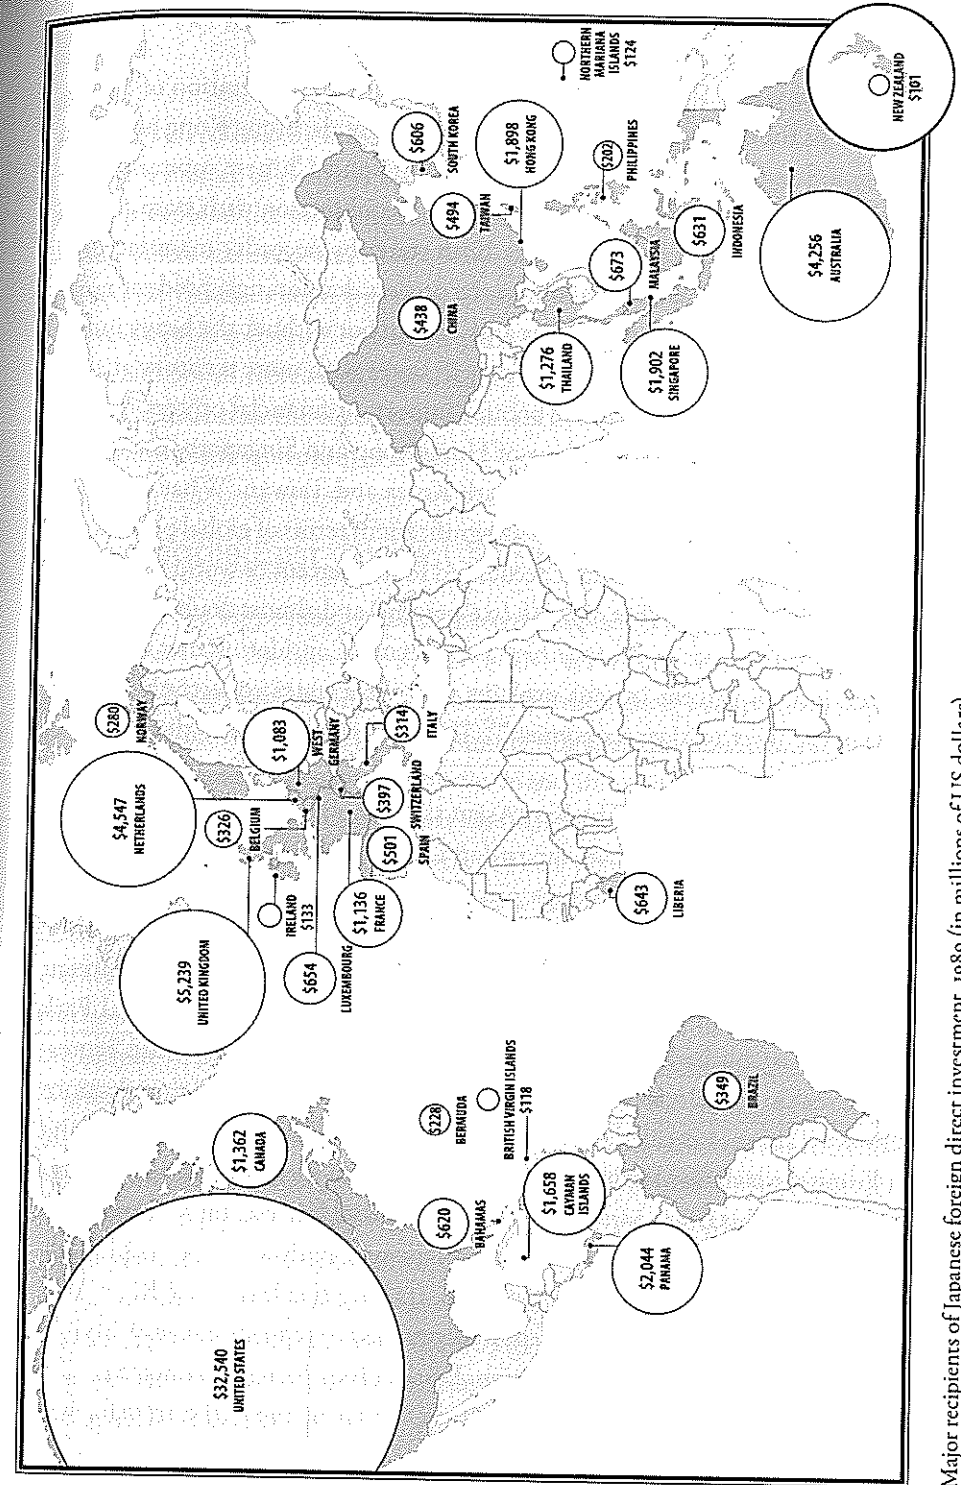 $32,540
UNITED STATES
$1,362
CANADA
$620
BAHAMAS
$228
BERMUDA
BRITISH VIRGIN ISLANDS
$118
$1,658
CAYMAN
ISLANDS
$2,044
PANAMA
$349
BRAZIL
$5,239
UNITED KINGDOM
$4,547
NETHERLANDS
$280
NORWAY
$326
BELGIUM
IRELAND
$133
$654
LUXEMBOURG
$1,083
WEST
GERMANY
$1,136
FRANCE
$501
SPAIN
$397
SWITZERLAND
$314
ITALY
$643
LIBERIA
$438
CHINA
$606
SOUTH KOREA
$494
TAIWAN
$1,898
HONG KONG
NORTHERN
MARIANA
ISLANDS
$124
$202
PHILIPPINES
$1,276
THAILAND
$673
MALAYSIA
$1,902
SINGAPORE
$631
INDONESIA
$4,256
AUSTRALIA
NEW ZEALAND
$101
Major recipients of Japanese foreign direct investment, 1989 (in millions of US dollars)